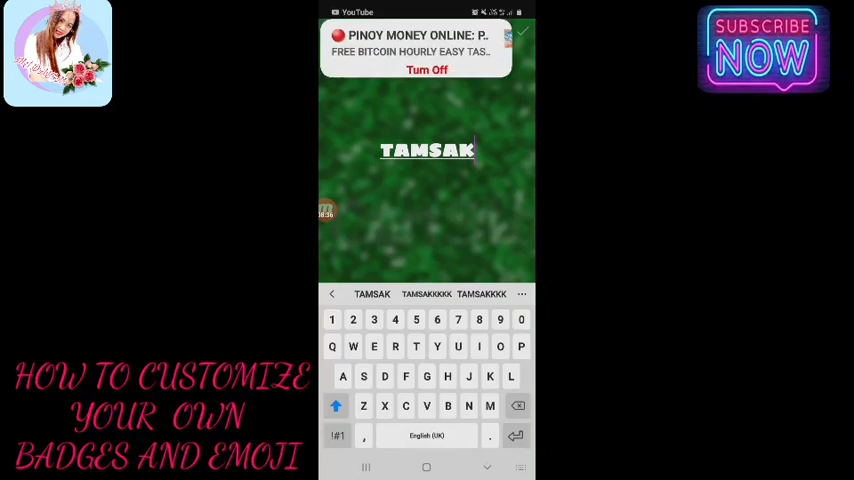 YouTube
PINOY MONEY ONLINE: P..
FREE BITCOIN HOURLY EASY TAS..
Turn Off
SUBSCRIBE
NOW
TAMSAK
08:36
TAMSAK TAMSAKKKKK TAMSAKKKK
1 2 3 4 5 6 7 8 9 0
Q W E R T Y U I O P
A S D F G H J K L
Z X C V B N M
!#1 , English (UK) .
HOW TO CUSTOMIZE
YOUR OWN
BADGES AND EMOJI